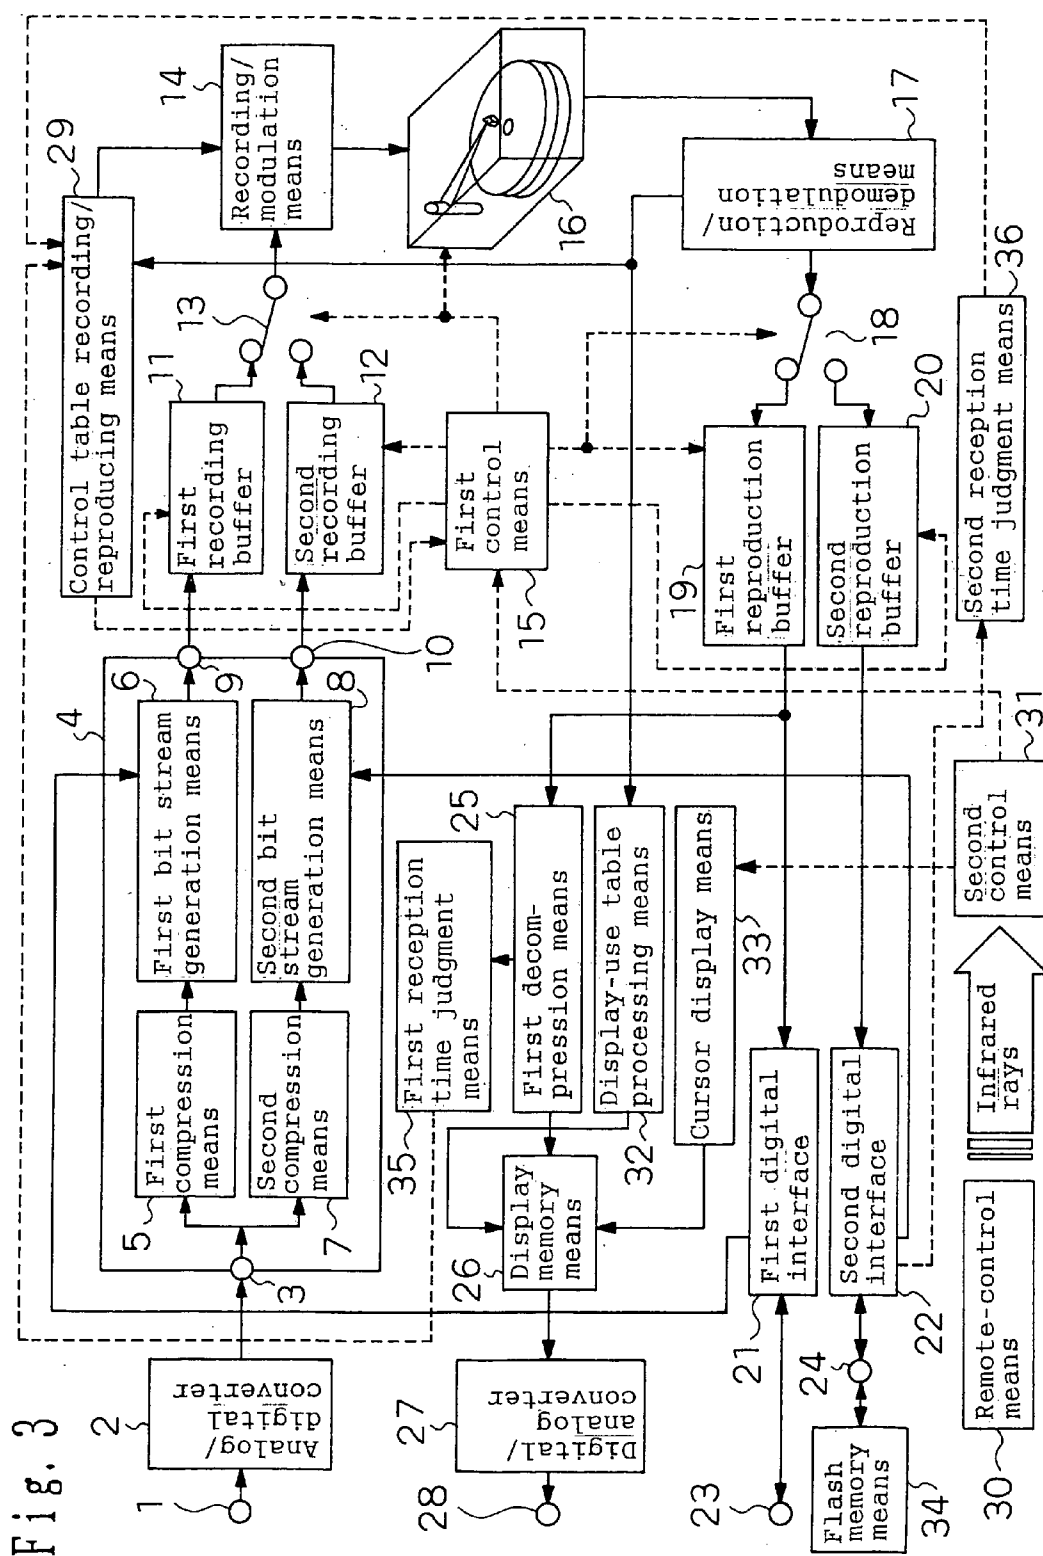 Fig. 3
1
2
Analog/
digital
converter
3
4
5
First
compression
means
6
First bit stream
generation means
7
Second
compression
means
8
Second bit
stream
generation means
9
10
11
First
recording
buffer
12
Second
recording
buffer
13
14
Recording/
modulation
means
29
Control table recording/
reproducing means
15
First
control
means
16
17
Reproduction/
demodulation
means
18
19
First
reproduction
buffer
20
Second
reproduction
buffer
36
Second reception
time judgment means
35
First reception
time judgment
means
25
First decom-
pression means
32
Display-use table
processing means
33
Cursor display means
26
Display
memory
means
27
Digital/
analog
converter
28
21
First digital
interface
22
Second digital
interface
23
24
34
Flash
memory
means
30
Remote-control
means
Infrared
rays
31
Second
control
means